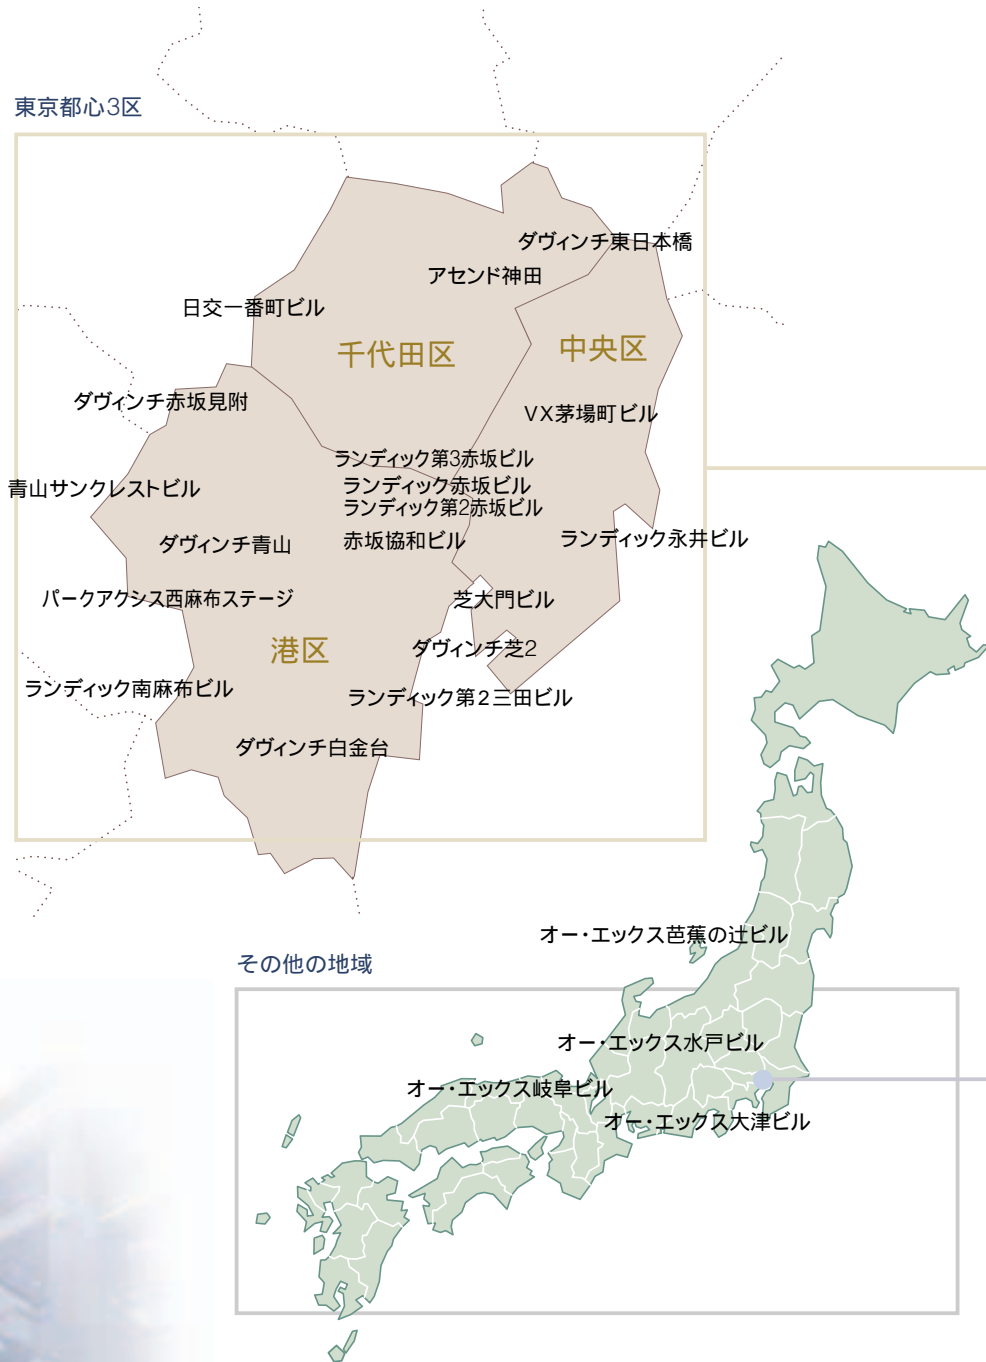 東京都心3区
ダヴィンチ東日本橋
アセンド神田
日交一番町ビル
千代田区
中央区
ダヴィンチ赤坂見附
VX茅場町ビル
ランディック第3赤坂ビル
青山サンクレストビル
ランディック赤坂ビル
ランディック第2赤坂ビル
ダヴィンチ青山
赤坂協和ビル
ランディック永井ビル
パークアクシス西麻布ステージ
芝大門ビル
港区
ダヴィンチ芝2
ランディック南麻布ビル
ランディック第2三田ビル
ダヴィンチ白金台
オー・エックス芭蕉の辻ビル
その他の地域
オー・エックス水戸ビル
オー・エックス岐阜ビル
オー・エックス大津ビル